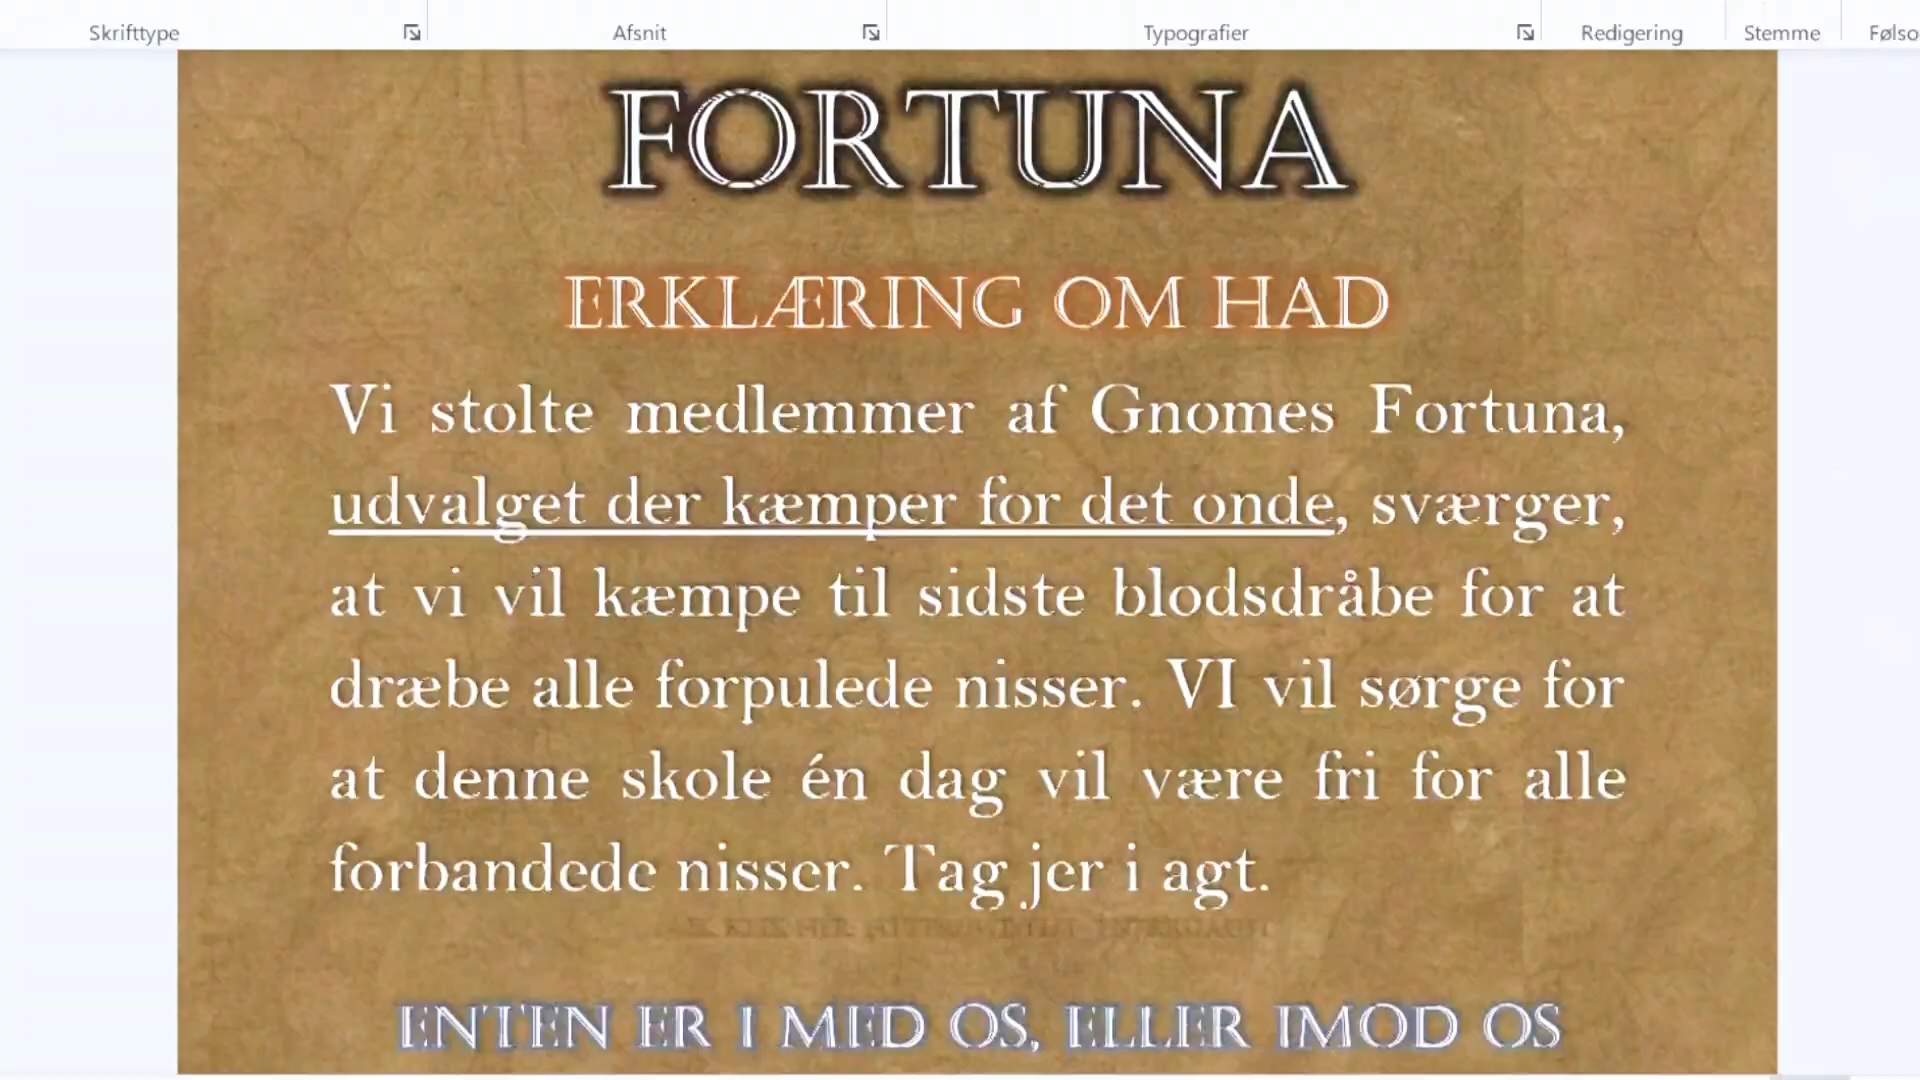 Skrifttype Afsnit Typografier Redigering Stemme Følso
FORTUNA
ERKLÆRING OM HAD
Vi stolte medlemmer af Gnomes Fortuna,
udvalget der kæmper for det onde, sværger,
at vi vil kæmpe til sidste blodsdråbe for at
dræbe alle forpulede nisser. VI vil sørge for
at denne skole én dag vil være fri for alle
forbandede nisser. Tag jer i agt.
ENTEN ER I MED OS, ELLER IMOD OS